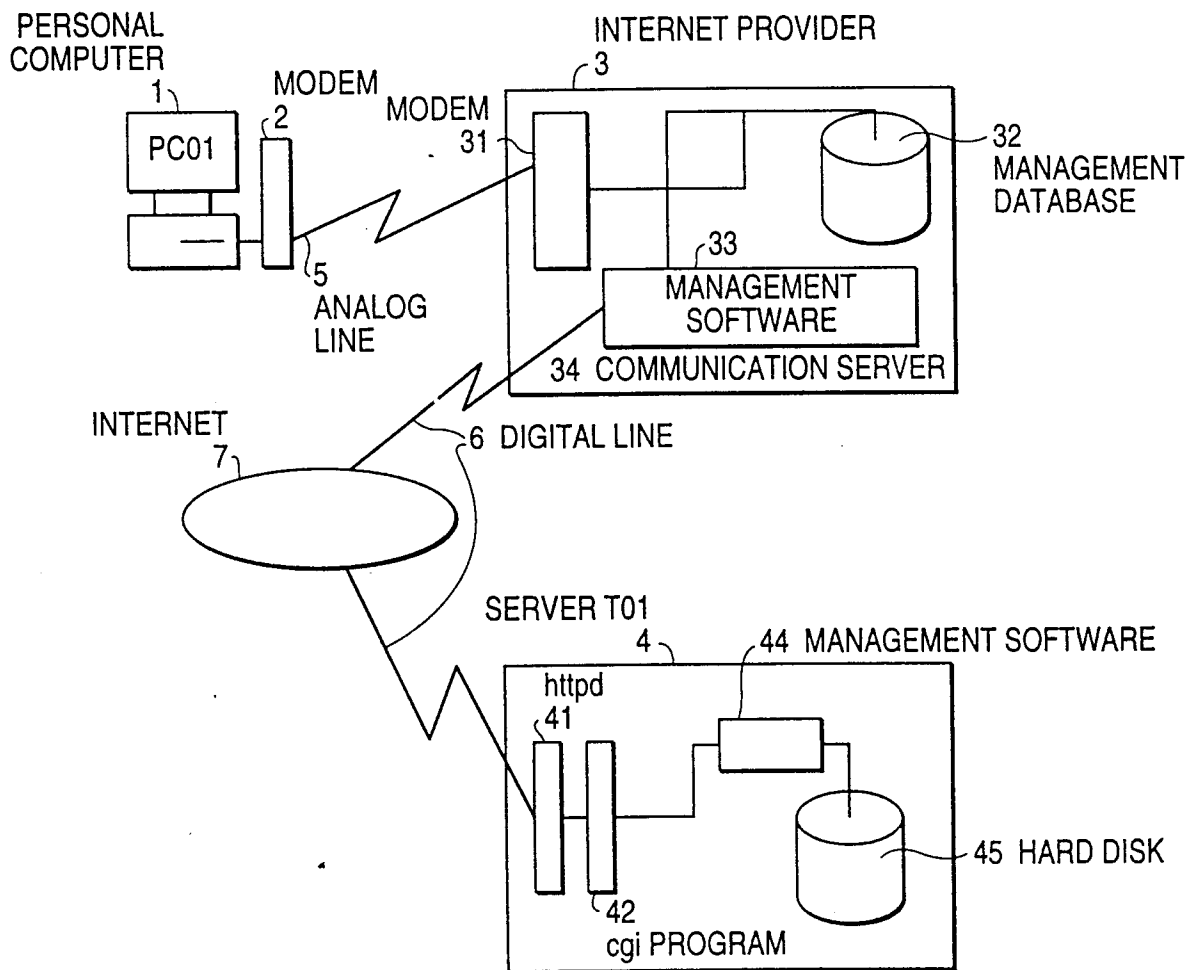 PERSONAL
COMPUTER
1
PC01
MODEM
2
MODEM
31
INTERNET PROVIDER
3
32
MANAGEMENT
DATABASE
33
MANAGEMENT
SOFTWARE
34 COMMUNICATION SERVER
5
ANALOG
LINE
INTERNET
7
6 DIGITAL LINE
SERVER T01
4
44 MANAGEMENT SOFTWARE
httpd
41
42
cgi PROGRAM
45 HARD DISK